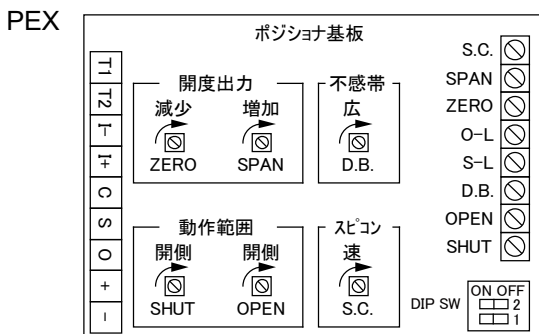 PEX
ポジショナ基板
T1
T2
I-
I+
C
S
O
+
-
開度出力
減少 増加
ZERO SPAN
不感帯
広
D.B.
動作範囲
開側 開側
SHUT OPEN
スピコン
速
S.C.
S.C.
SPAN
ZERO
O-L
S-L
D.B.
OPEN
SHUT
DIP SW
ON OFF
2
1